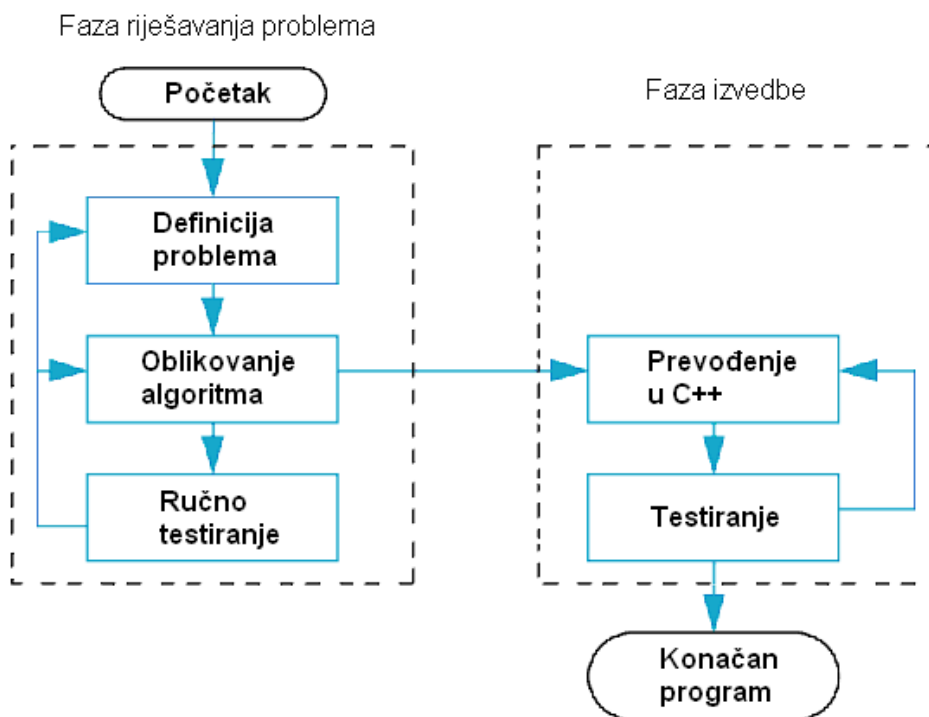 Faza riješavanja problema
Početak
Definicija
problema
Oblikovanje
algoritma
Ručno
testiranje
Faza izvedbe
Prevođenje
u C++
Testiranje
Konačan
program